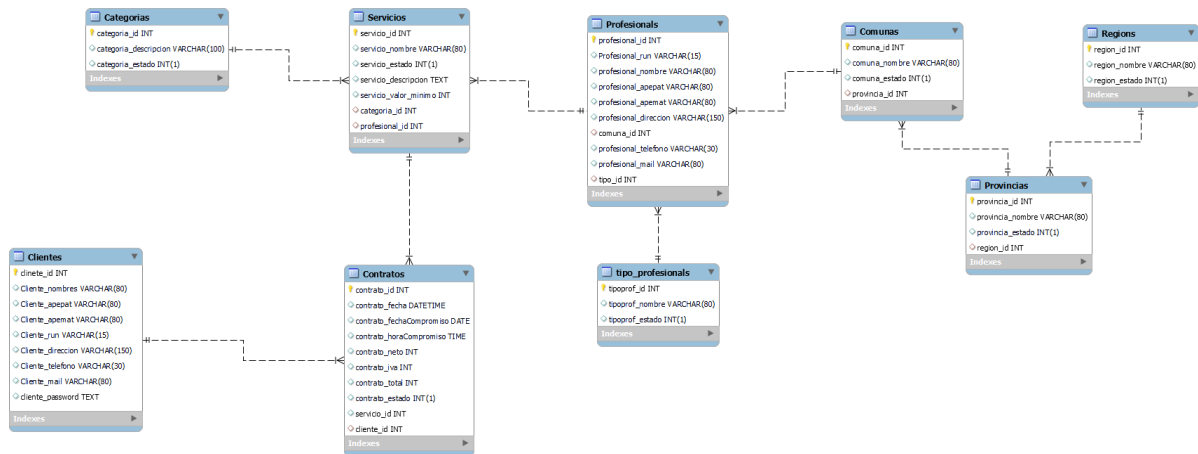 Categorias
categoria_id INT
categoria_descripcion VARCHAR(100)
categoria_estado INT(1)
Indexes
Servicios
servicio_id INT
servicio_nombre VARCHAR(80)
servicio_estado INT(1)
servicio_descripcion TEXT
servicio_valor_minimo INT
categoria_id INT
profesional_id INT
Indexes
Profesionals
profesional_id INT
Profesional_run VARCHAR(15)
profesional_nombre VARCHAR(80)
profesional_apepat VARCHAR(80)
profesional_apemat VARCHAR(80)
profesional_direccion VARCHAR(150)
comuna_id INT
profesional_telefono VARCHAR(30)
profesional_mail VARCHAR(80)
tipo_id INT
Indexes
Comunas
comuna_id INT
comuna_nombre VARCHAR(80)
comuna_estado INT(1)
provincia_id INT
Indexes
Regions
region_id INT
region_nombre VARCHAR(80)
region_estado INT(1)
Indexes
Provincias
provincia_id INT
provincia_nombre VARCHAR(80)
provincia_estado INT(1)
region_id INT
Indexes
Clientes
clinete_id INT
Cliente_nombres VARCHAR(80)
Cliente_apepat VARCHAR(80)
Cliente_apemat VARCHAR(80)
Cliente_run VARCHAR(15)
Cliente_direccion VARCHAR(150)
Cliente_telefono VARCHAR(30)
Cliente_mail VARCHAR(80)
cliente_password TEXT
Indexes
Contratos
contrato_id INT
contrato_fecha DATETIME
contrato_fechaCompromiso DATE
contrato_horaCompromiso TIME
contrato_neto INT
contrato_iva INT
contrato_total INT
contrato_estado INT(1)
servicio_id INT
cliente_id INT
Indexes
tipo_profesionals
tipoprof_id INT
tipoprof_nombre VARCHAR(80)
tipoprof_estado INT(1)
Indexes